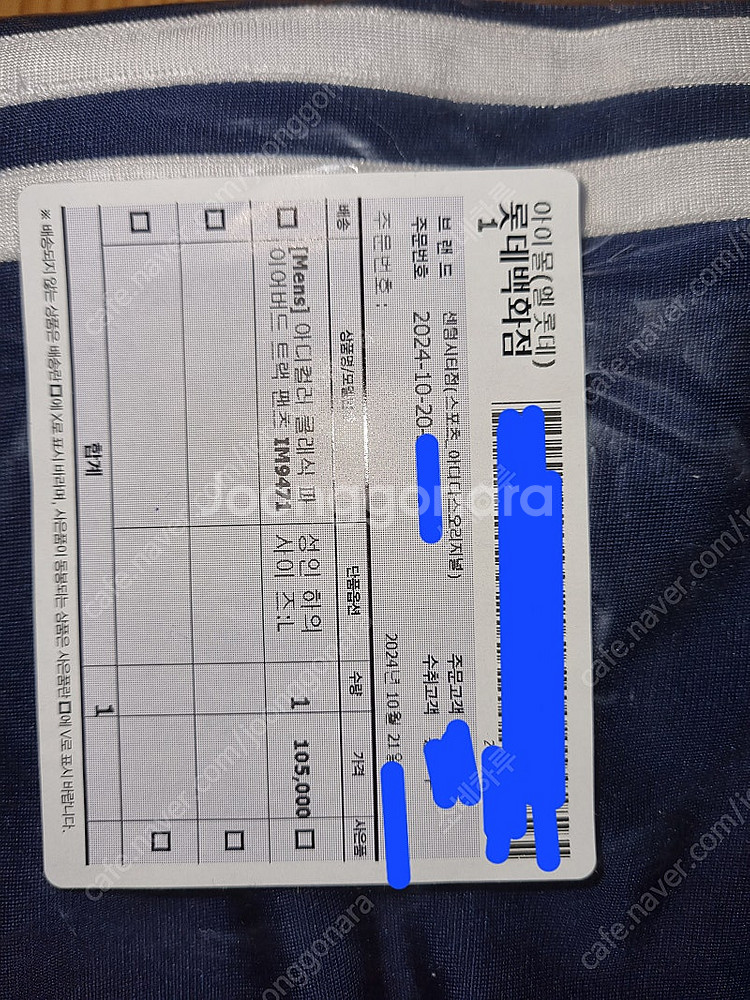 아이몰(엘롯데)
롯데백화점
1
브 랜 드 센텀시티점(스포츠_아디다스오리지널)
주문번호 2024-10-20-
주문고객
수취고객
주문번호 :
2024년 10월 21일
배송 상품명/모델 단품옵션 수량 가격 사은품
□ [Mens] 아디컬러 클래식 파 성인 하의 1 105,000 □
이어버드 트랙 팬츠 IM9471 사이즈:L
□ □
□ □
합계 1
※ 배송되지 않는 상품은 배송란 □에 X로 표시 바라며, 사은품이 동봉되는 상품은 사은품란 □에 V로 표시 바랍니다.
Joonggonara
cafe.naver.com/joonggonara